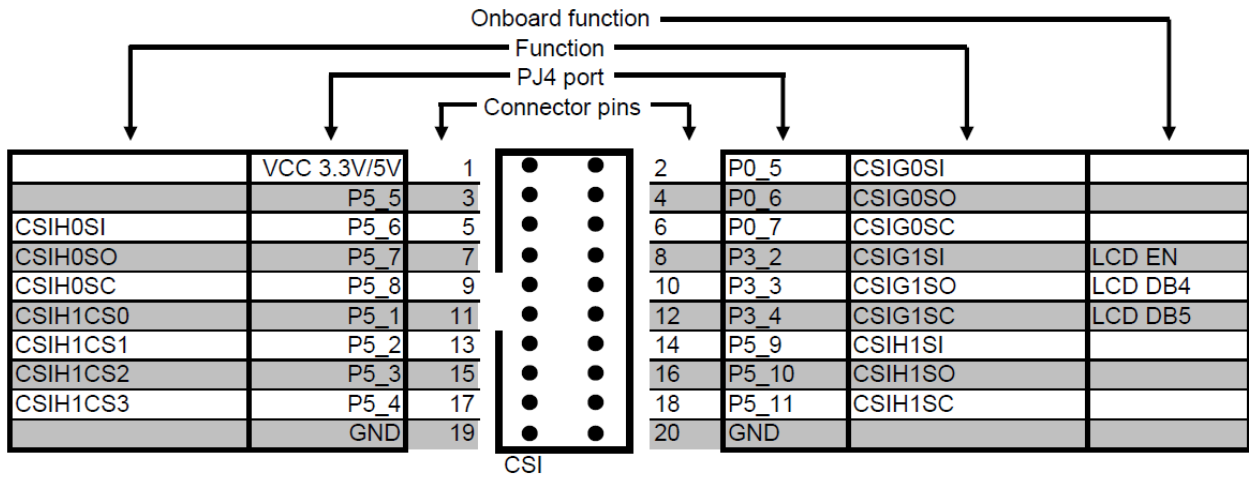 Onboard function
Function
PJ4 port
Connector pins
VCC 3.3V/5V 1 2 P0_5 CSIG0SI
P5_5 3 4 P0_6 CSIG0SO
CSIH0SI P5_6 5 6 P0_7 CSIG0SC
CSIH0SO P5_7 7 8 P3_2 CSIG1SI LCD EN
CSIH0SC P5_8 9 10 P3_3 CSIG1SO LCD DB4
CSIH1CS0 P5_1 11 12 P3_4 CSIG1SC LCD DB5
CSIH1CS1 P5_2 13 14 P5_9 CSIH1SI
CSIH1CS2 P5_3 15 16 P5_10 CSIH1SO
CSIH1CS3 P5_4 17 18 P5_11 CSIH1SC
GND 19 20 GND
CSI